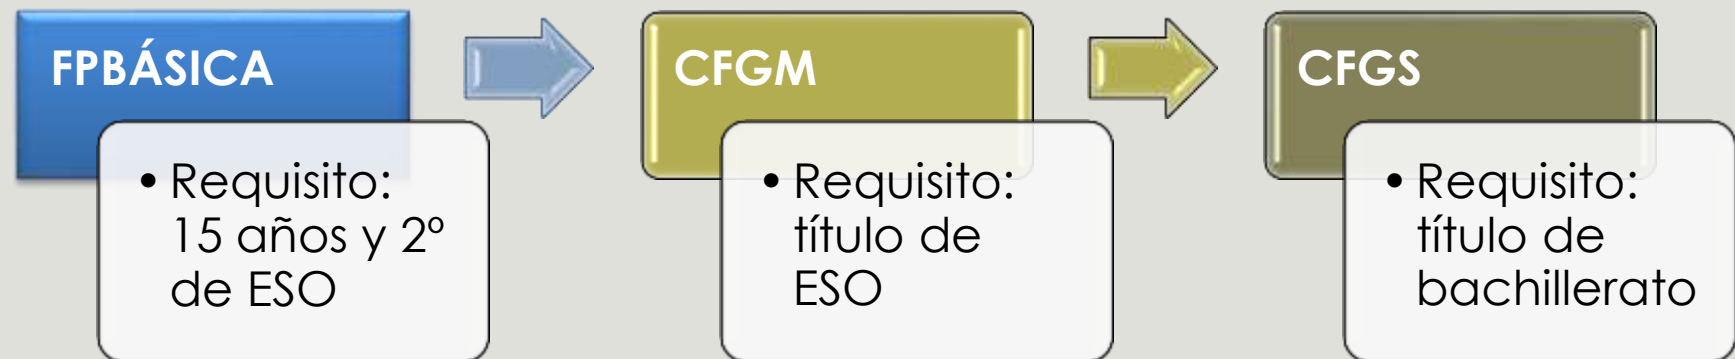 FPBÁSICA
• Requisito:
15 años y 2º
de ESO
CFGM
• Requisito:
título de
ESO
CFGS
• Requisito:
título de
bachillerato